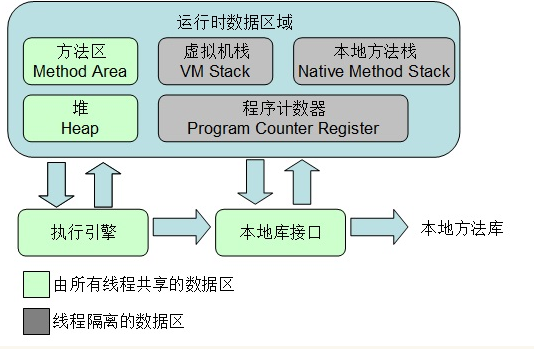 运行时数据区域
方法区
Method Area
虚拟机栈
VM Stack
本地方法栈
Native Method Stack
堆
Heap
程序计数器
Program Counter Register
执行引擎
本地库接口
本地方法库
由所有线程共享的数据区
线程隔离的数据区